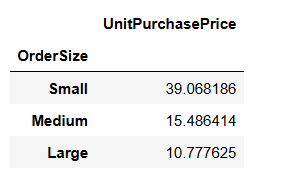 UnitPurchasePrice
OrderSize
Small 39.068186
Medium 15.486414
Large 10.777625